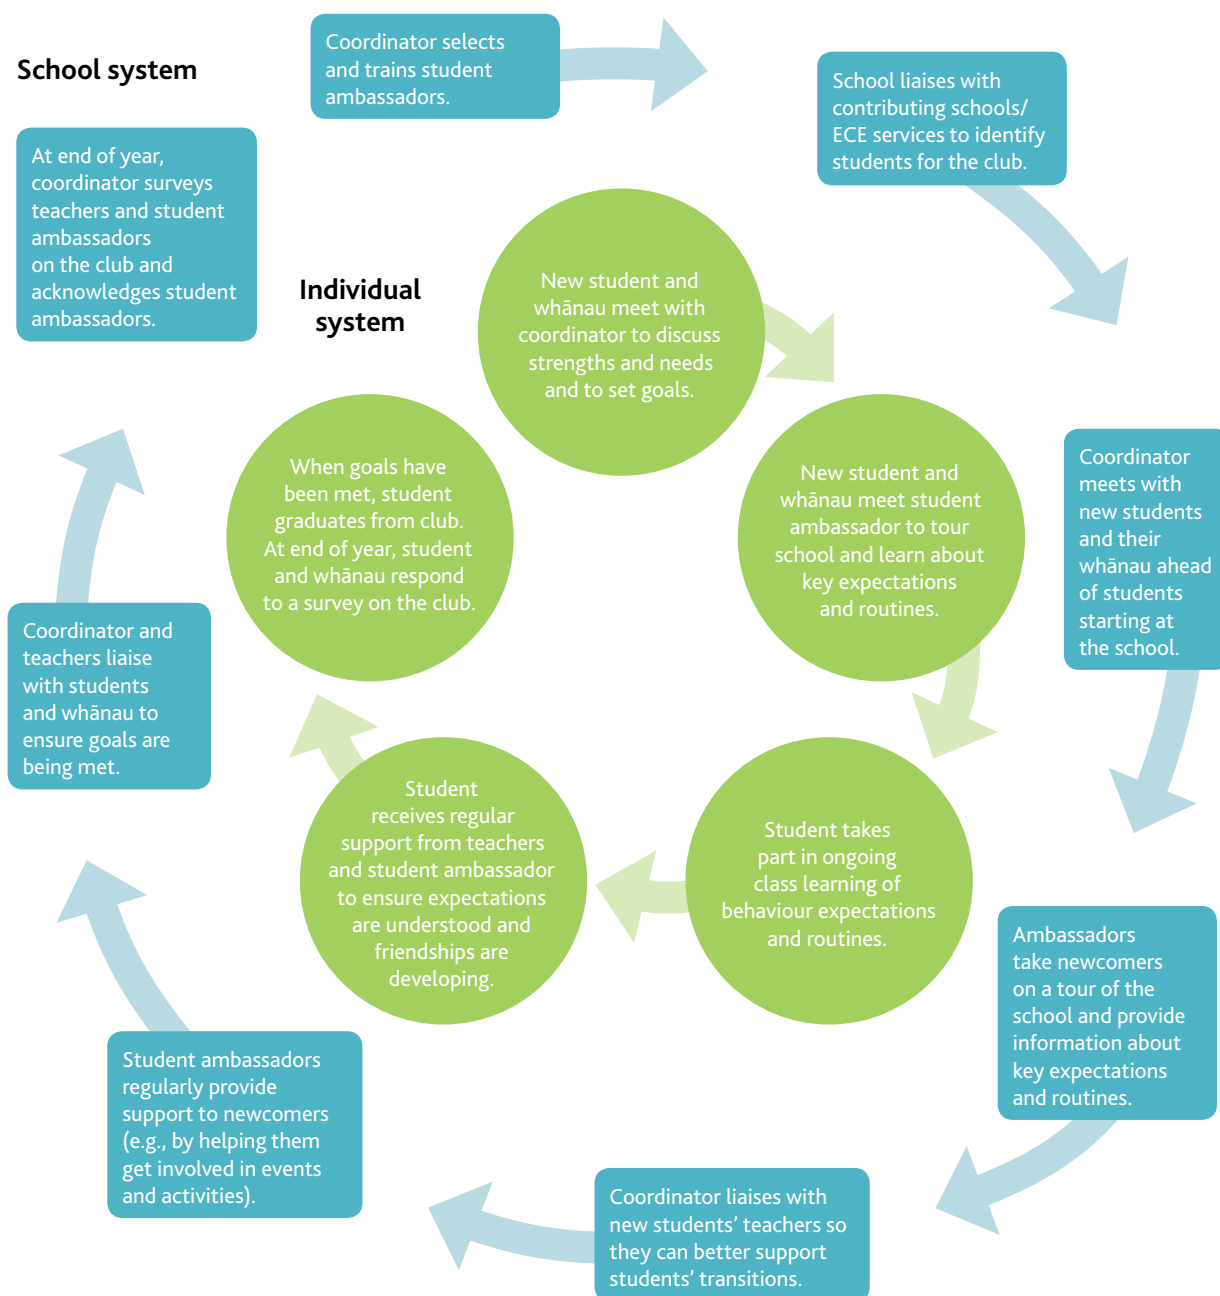 School system
Coordinator selects
and trains student
ambassadors.
School liaises with
contributing schools/
ECE services to identify
students for the club.
Coordinator
meets with
new students
and their
whānau ahead
of students
starting at
the school.
Ambassadors
take newcomers
on a tour of the
school and provide
information about
key expectations
and routines.
Coordinator liaises with
new students’ teachers so
they can better support
students’ transitions.
Student ambassadors
regularly provide
support to newcomers
(e.g., by helping them
get involved in events
and activities).
Coordinator and
teachers liaise
with students
and whānau to
ensure goals are
being met.
At end of year,
coordinator surveys
teachers and student
ambassadors
on the club and
acknowledges student
ambassadors.
Individual
system
New student and
whānau meet with
coordinator to discuss
strengths and needs
and to set goals.
New student and
whānau meet student
ambassador to tour
school and learn about
key expectations
and routines.
Student takes
part in ongoing
class learning of
behaviour expectations
and routines.
Student
receives regular
support from teachers
and student ambassador
to ensure expectations
are understood and
friendships are
developing.
When goals have
been met, student
graduates from club.
At end of year, student
and whānau respond
to a survey on the club.